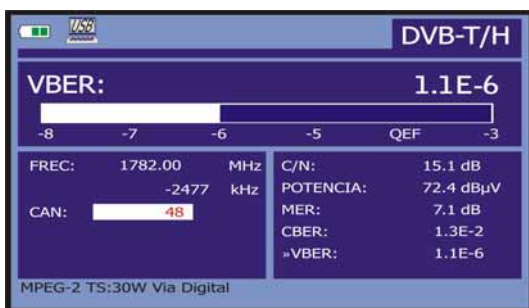 USB
DVB-T/H
VBER: 1.1E-6
-8 -7 -6 -5 QEF -3
FREC: 1782.00 MHz
-2477 kHz
CAN: 48
C/N: 15.1 dB
POTENCIA: 72.4 dBµV
MER: 7.1 dB
CBER: 1.3E-2
»VBER: 1.1E-6
MPEG-2 TS:30W Via Digital